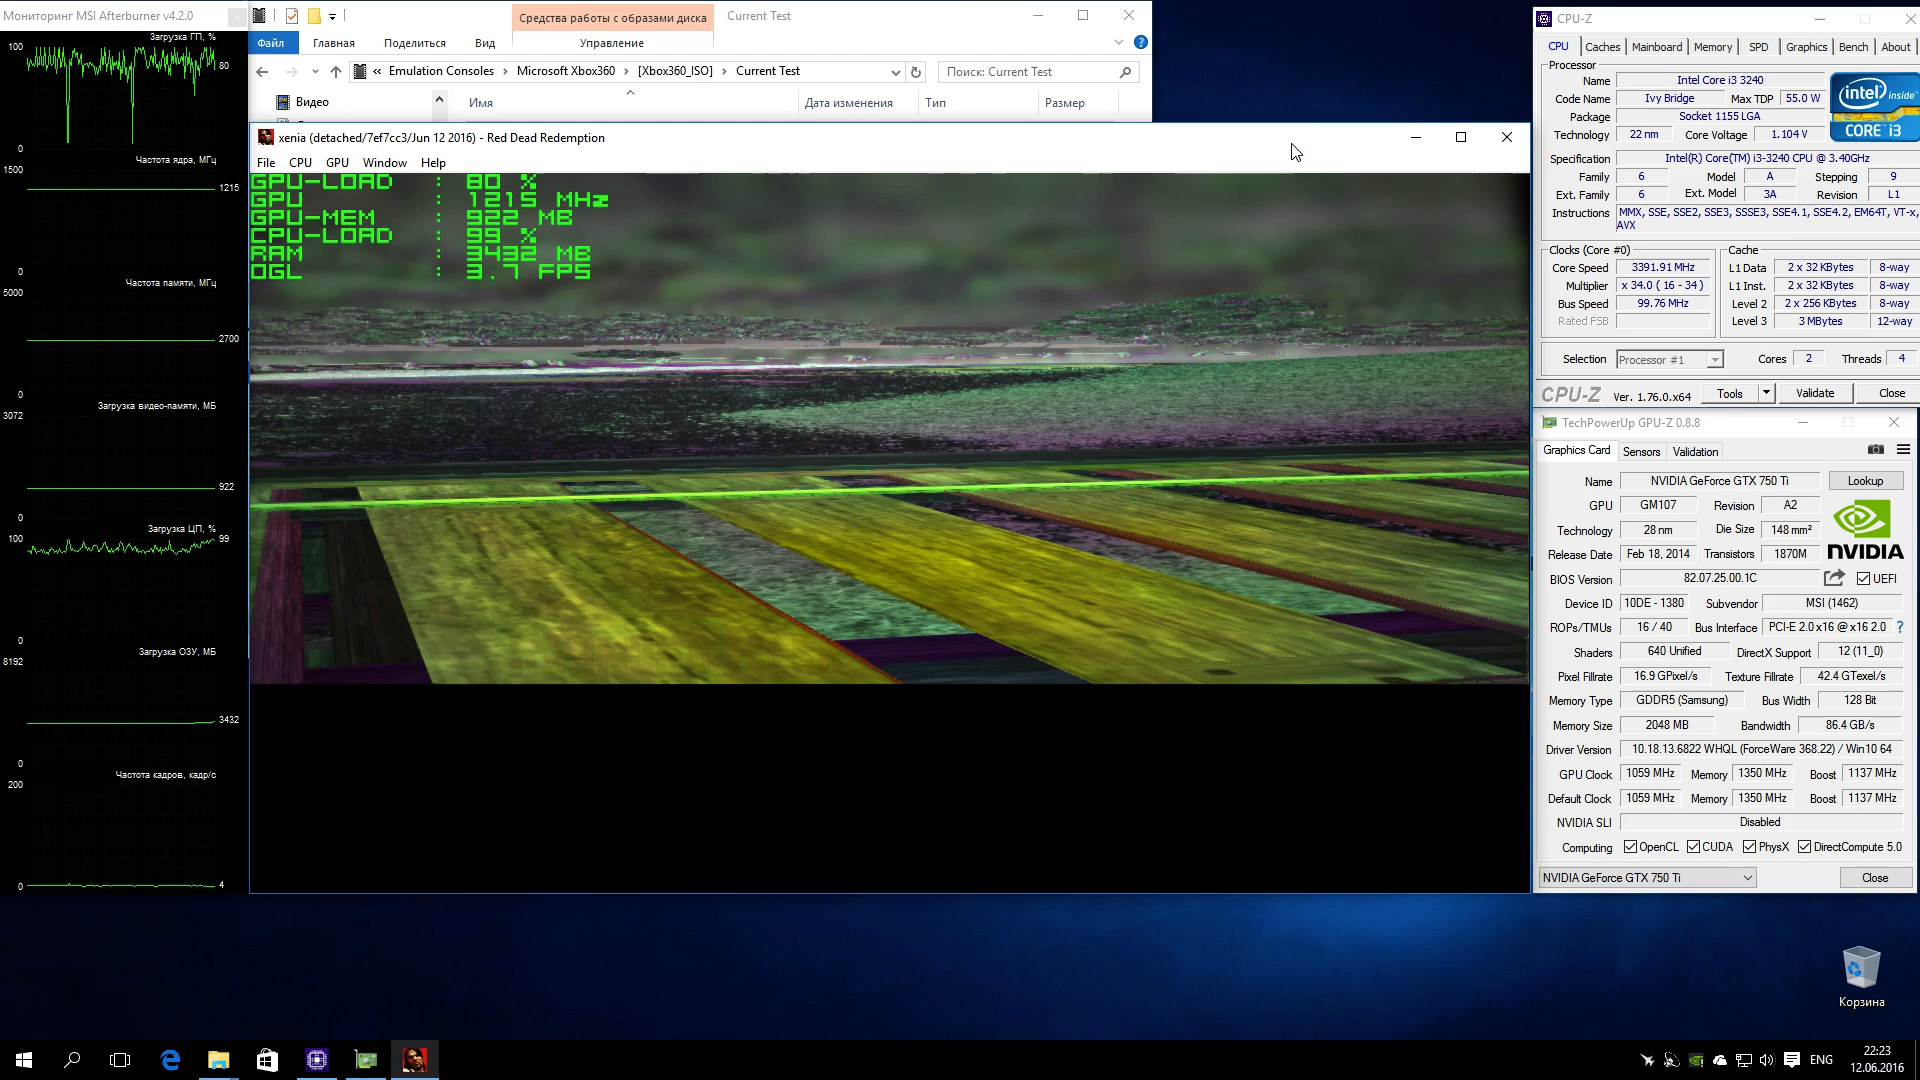 Мониторинг MSI Afterburner v4.2.0
Загрузка ГП, %
100
80
0
Частота ядра, МГц
1500
1215
0
Частота памяти, МГц
5000
2700
0
Загрузка видео-памяти, МБ
3072
922
0
Загрузка ЦП, %
100
99
0
Загрузка ОЗУ, МБ
8192
3432
0
Частота кадров, кадр/с
200
4
0
Средства работы с образами диска
Current Test
Файл
Главная
Поделиться
Вид
Управление
« Emulation Consoles › Microsoft Xbox360 › [Xbox360_ISO] › Current Test
Поиск: Current Test
Видео
Имя
Дата изменения
Тип
Размер
xenia (detached/7ef7cc3/Jun 12 2016) - Red Dead Redemption
File CPU GPU Window Help
GPU-LOAD : 80 %
GPU : 1215 MHz
GPU-MEM : 922 MB
CPU-LOAD : 99 %
RAM : 3432 MB
OGL : 3.7 FPS
CPU-Z
CPU Caches Mainboard Memory SPD Graphics Bench About
Processor
Name Intel Core i3 3240
Code Name Ivy Bridge Max TDP 55.0 W
Package Socket 1155 LGA
Technology 22 nm Core Voltage 1.104 V
intel inside™
CORE i3
Specification Intel(R) Core(TM) i3-3240 CPU @ 3.40GHz
Family 6 Model A Stepping 9
Ext. Family 6 Ext. Model 3A Revision L1
Instructions MMX, SSE, SSE2, SSE3, SSSE3, SSE4.1, SSE4.2, EM64T, VT-x,
AVX
Clocks (Core #0)
Core Speed 3391.91 MHz
Multiplier x 34.0 ( 16 - 34 )
Bus Speed 99.76 MHz
Rated FSB
Cache
L1 Data 2 x 32 KBytes 8-way
L1 Inst. 2 x 32 KBytes 8-way
Level 2 2 x 256 KBytes 8-way
Level 3 3 MBytes 12-way
Selection Processor #1 Cores 2 Threads 4
CPU-Z Ver. 1.76.0.x64 Tools Validate Close
TechPowerUp GPU-Z 0.8.8
Graphics Card Sensors Validation
Name NVIDIA GeForce GTX 750 Ti Lookup
GPU GM107 Revision A2
Technology 28 nm Die Size 148 mm²
Release Date Feb 18, 2014 Transistors 1870M
NVIDIA
BIOS Version 82.07.25.00.1C UEFI
Device ID 10DE - 1380 Subvendor MSI (1462)
ROPs/TMUs 16 / 40 Bus Interface PCI-E 2.0 x16 @ x16 2.0 ?
Shaders 640 Unified DirectX Support 12 (11_0)
Pixel Fillrate 16.9 GPixel/s Texture Fillrate 42.4 GTexel/s
Memory Type GDDR5 (Samsung) Bus Width 128 Bit
Memory Size 2048 MB Bandwidth 86.4 GB/s
Driver Version 10.18.13.6822 WHQL (ForceWare 368.22) / Win10 64
GPU Clock 1059 MHz Memory 1350 MHz Boost 1137 MHz
Default Clock 1059 MHz Memory 1350 MHz Boost 1137 MHz
NVIDIA SLI Disabled
Computing OpenCL CUDA PhysX DirectCompute 5.0
NVIDIA GeForce GTX 750 Ti Close
Корзина
ENG
22:23
12.06.2016